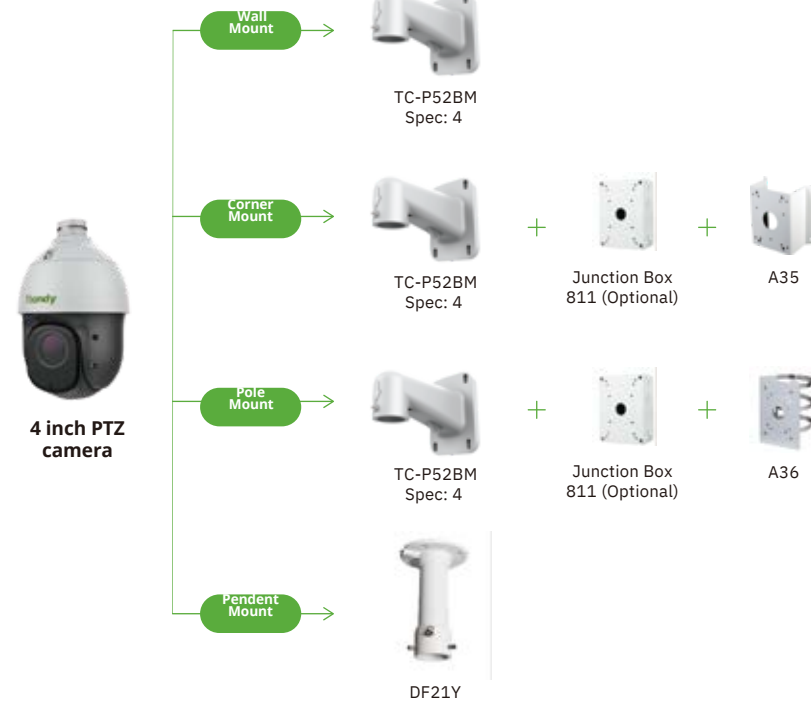 Wall
Mount
TC-P52BM
Spec: 4
Corner
Mount
TC-P52BM
Spec: 4
Junction Box
811 (Optional)
A35
Tiandy
4 inch PTZ
camera
Pole
Mount
TC-P52BM
Spec: 4
Junction Box
811 (Optional)
A36
Pendent
Mount
DF21Y